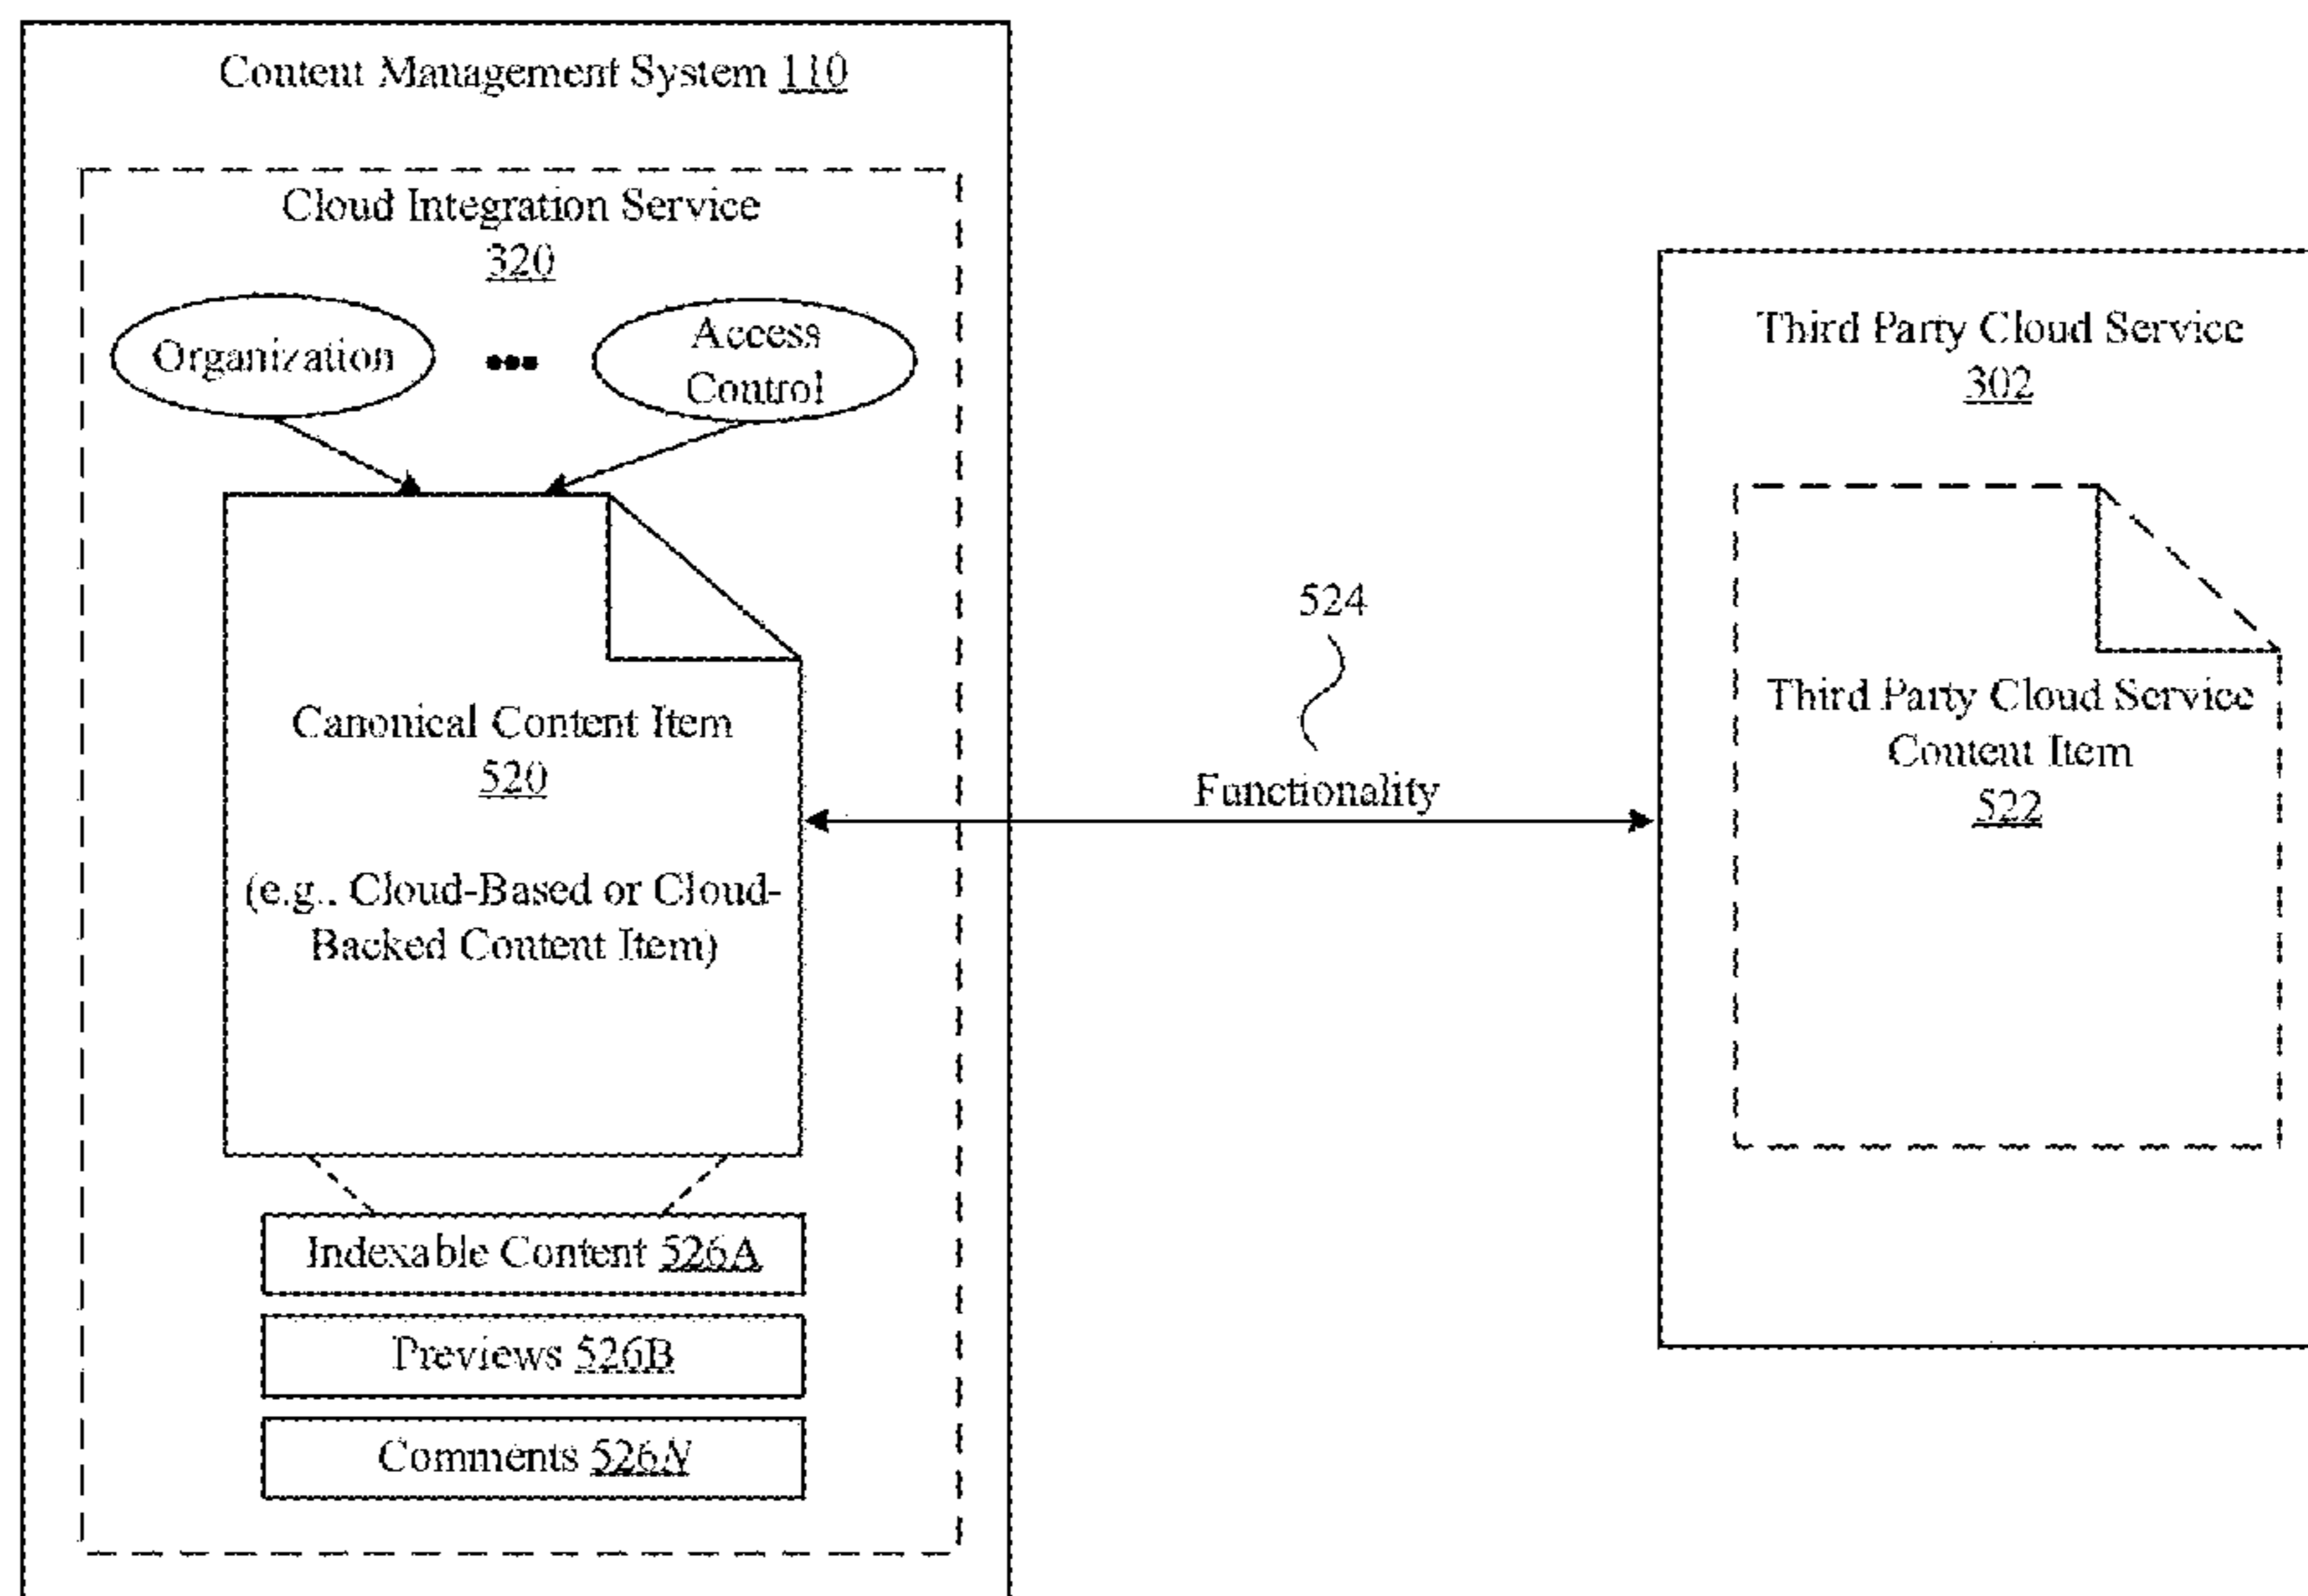 Content Management System 110
Cloud Integration Service
320
Organization
Access
Control
Canonical Content Item
520
(e.g., Cloud-Based or Cloud-
Backed Content Item)
Indexable Content 526A
Previews 526B
Comments 526N
524
Functionality
Third Party Cloud Service
302
Third Party Cloud Service
Content Item
522